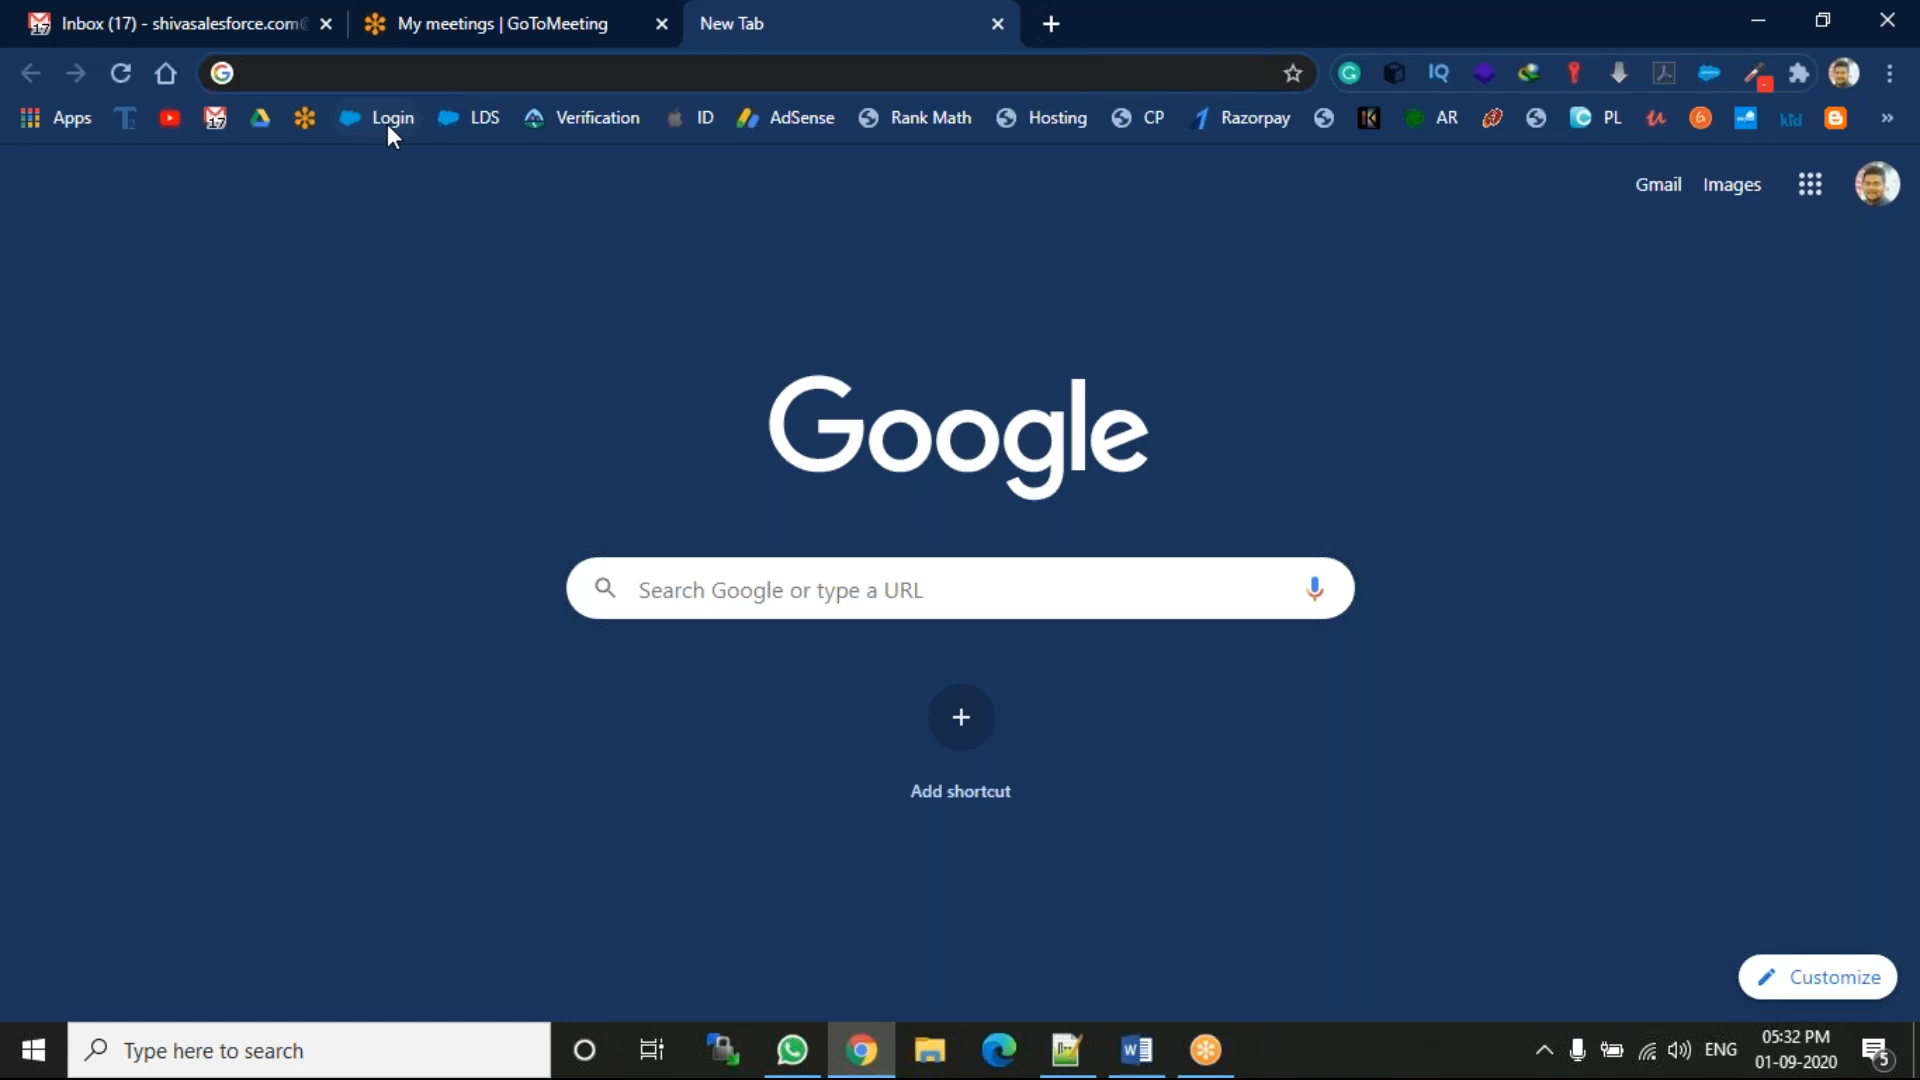 Inbox (17) - shivasalesforce.com
My meetings | GoToMeeting
New Tab
Apps
Login
LDS
Verification
ID
AdSense
Rank Math
Hosting
CP
Razorpay
AR
PL
kid
IQ
Gmail
Images
Google
Search Google or type a URL
Add shortcut
Customize
Type here to search
ENG
05:32 PM
01-09-2020
5